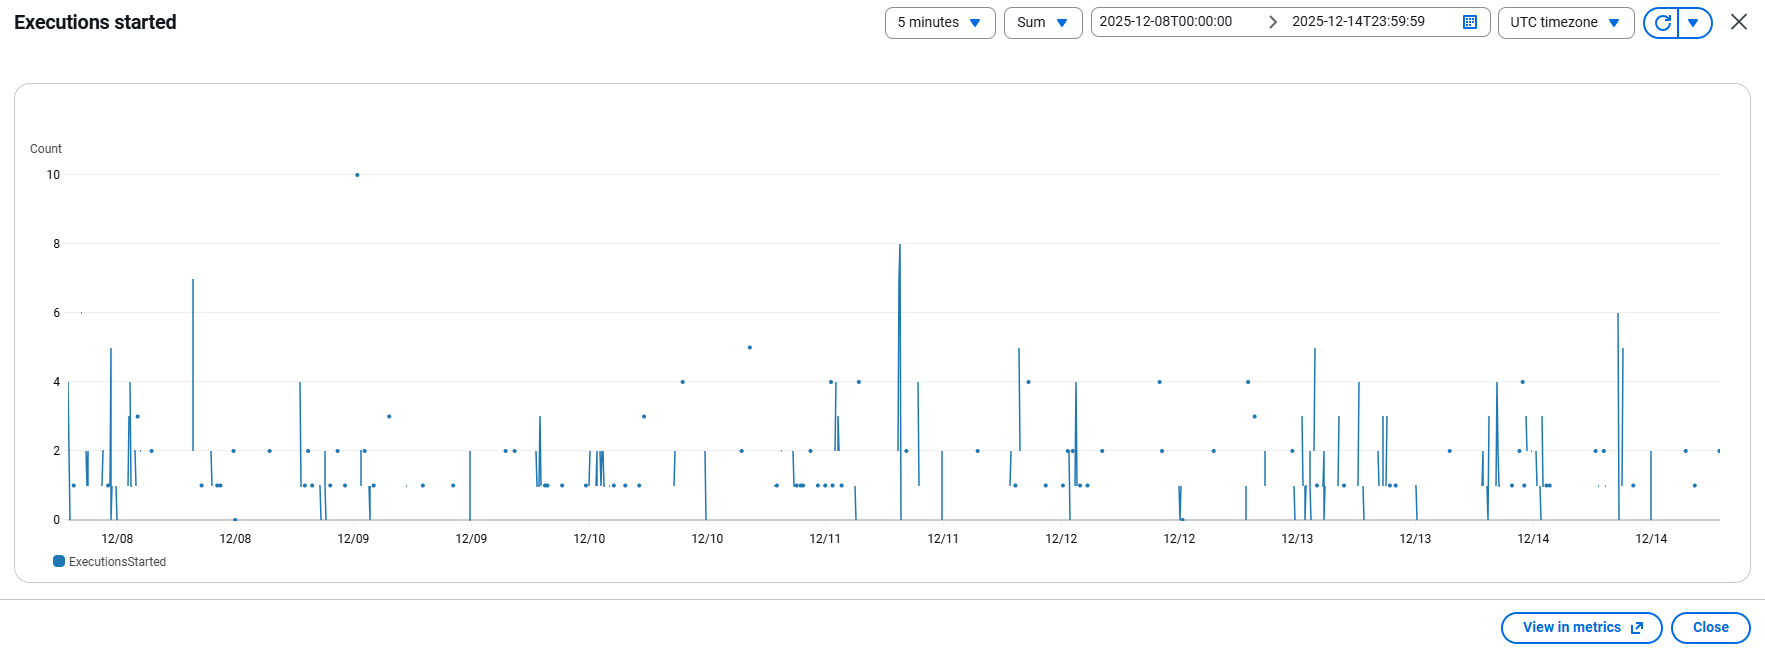 Executions started
5 minutes
Sum
2025-12-08T00:00:00
2025-12-14T23:59:59
UTC timezone
Count
10
8
6
4
2
0
12/08
12/08
12/09
12/09
12/10
12/10
12/11
12/11
12/12
12/12
12/13
12/13
12/14
12/14
ExecutionsStarted
View in metrics
Close